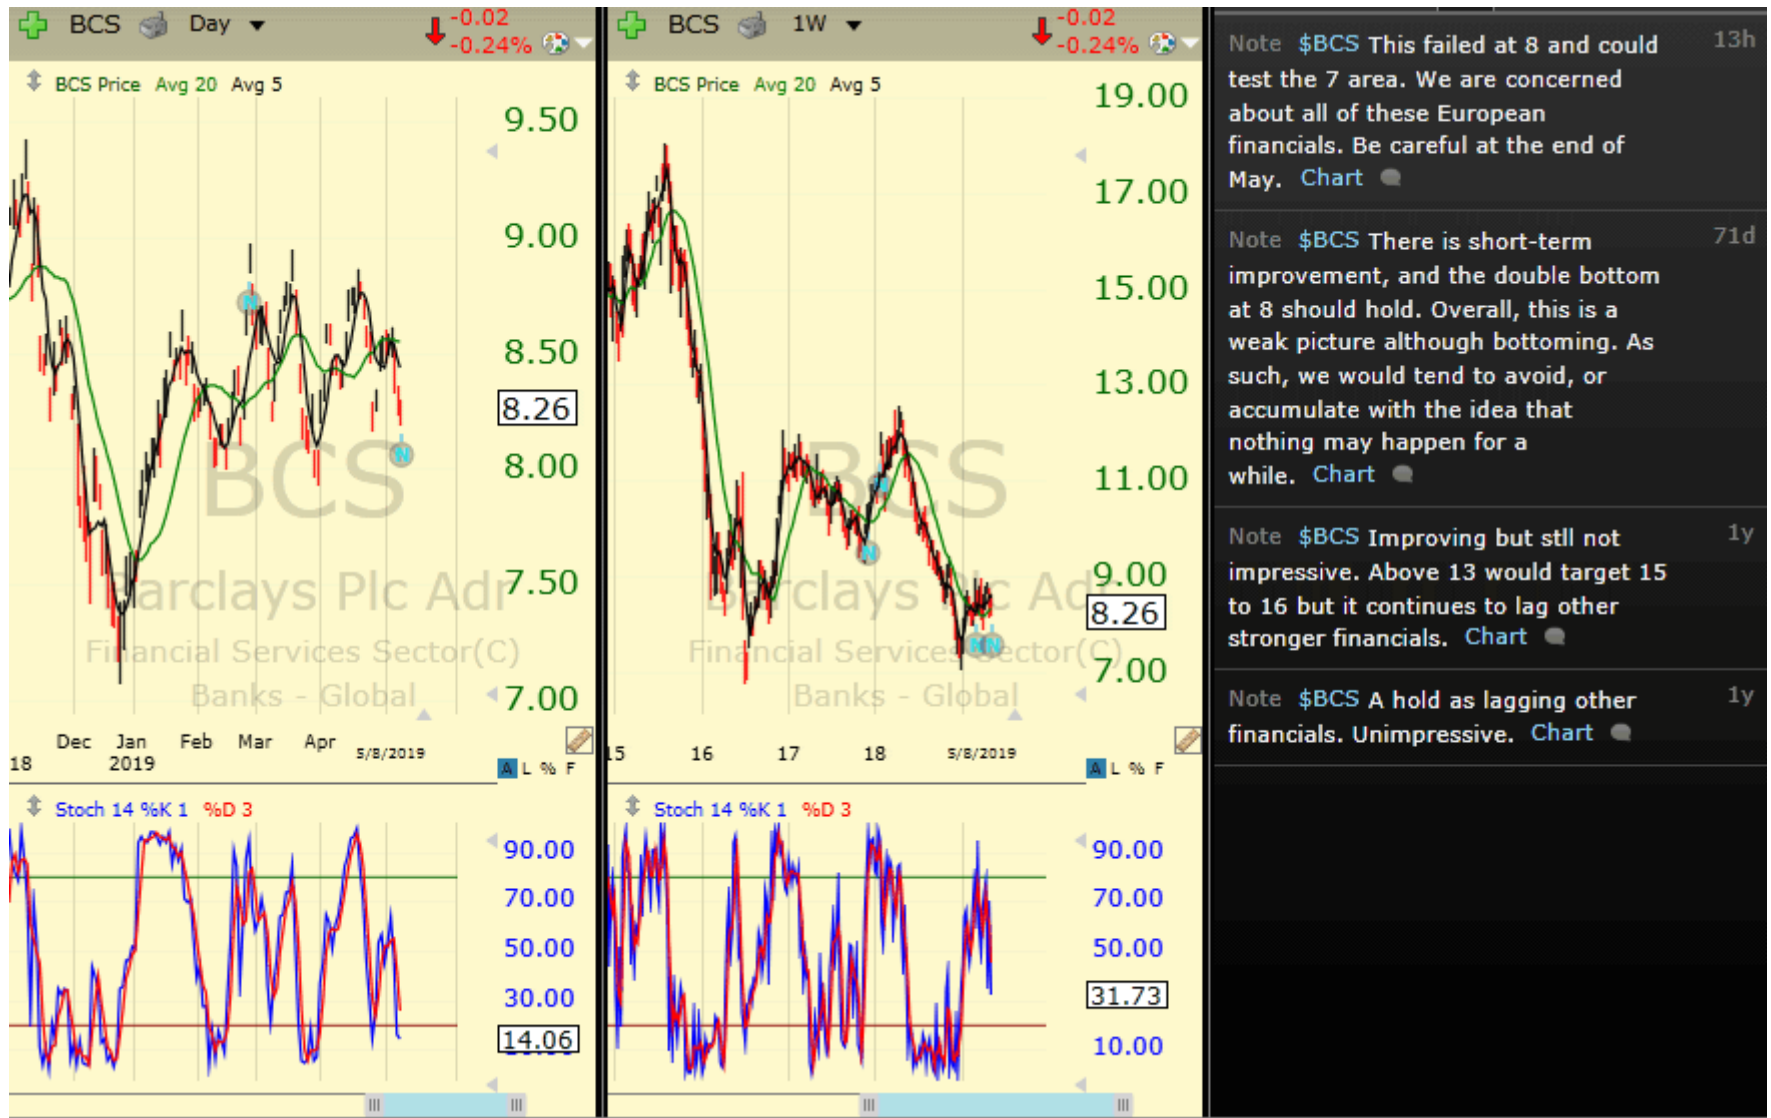 BCS Day
-0.02
-0.24%
BCS Price Avg 20 Avg 5
9.50
9.00
8.50
8.26
8.00
7.50
7.00
BCS
Barclays Plc Adr
Financial Services Sector(C)
Banks - Global
Dec Jan Feb Mar Apr 5/8/2019
18 2019
A L % F
Stoch 14 %K 1 %D 3
90.00
70.00
50.00
30.00
14.06
BCS 1W
-0.02
-0.24%
BCS Price Avg 20 Avg 5
19.00
17.00
15.00
13.00
11.00
9.00
8.26
7.00
BCS
Barclays Plc Adr
Financial Services Sector(C)
Banks - Global
15 16 17 18 5/8/2019
A L % F
Stoch 14 %K 1 %D 3
90.00
70.00
50.00
31.73
10.00
Note $BCS This failed at 8 and could 13h
test the 7 area. We are concerned
about all of these European
financials. Be careful at the end of
May. Chart
Note $BCS There is short-term 71d
improvement, and the double bottom
at 8 should hold. Overall, this is a
weak picture although bottoming. As
such, we would tend to avoid, or
accumulate with the idea that
nothing may happen for a
while. Chart
Note $BCS Improving but stll not 1y
impressive. Above 13 would target 15
to 16 but it continues to lag other
stronger financials. Chart
Note $BCS A hold as lagging other 1y
financials. Unimpressive. Chart
N
N
N
N
N
N